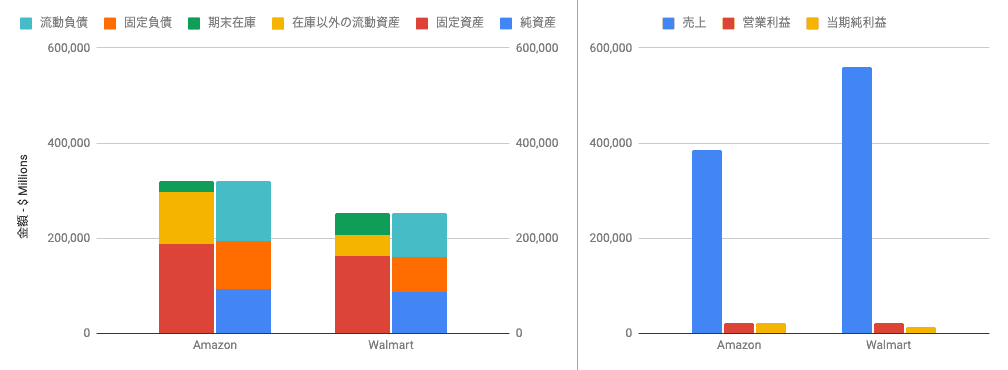 流動負債 固定負債 期末在庫 在庫以外の流動資産 固定資産 純資産
600,000 600,000
400,000 400,000
200,000 200,000
0 0
金額 - $ Millions
Amazon Walmart
売上 営業利益 当期純利益
600,000
400,000
200,000
0
Amazon Walmart